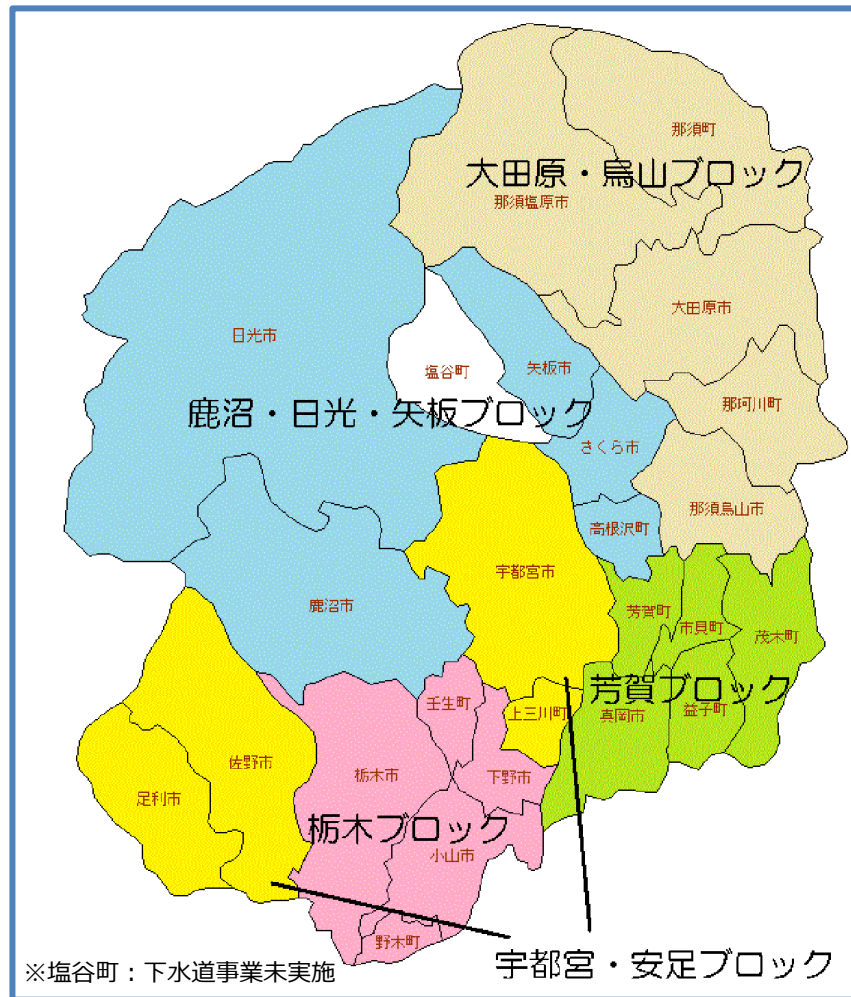 那須町
大田原・烏山ブロック
那須塩原市
大田原市
日光市
塩谷町
矢板市
那珂川町
鹿沼・日光・矢板ブロック
さくら市
那須烏山市
高根沢町
宇都宮市
鹿沼市
芳賀町
市貝町
茂木町
芳賀ブロック
壬生町
上三川町
真岡市
益子町
佐野市
栃木市
下野市
足利市
栃木ブロック
小山市
野木町
宇都宮・安足ブロック
※塩谷町：下水道事業未実施